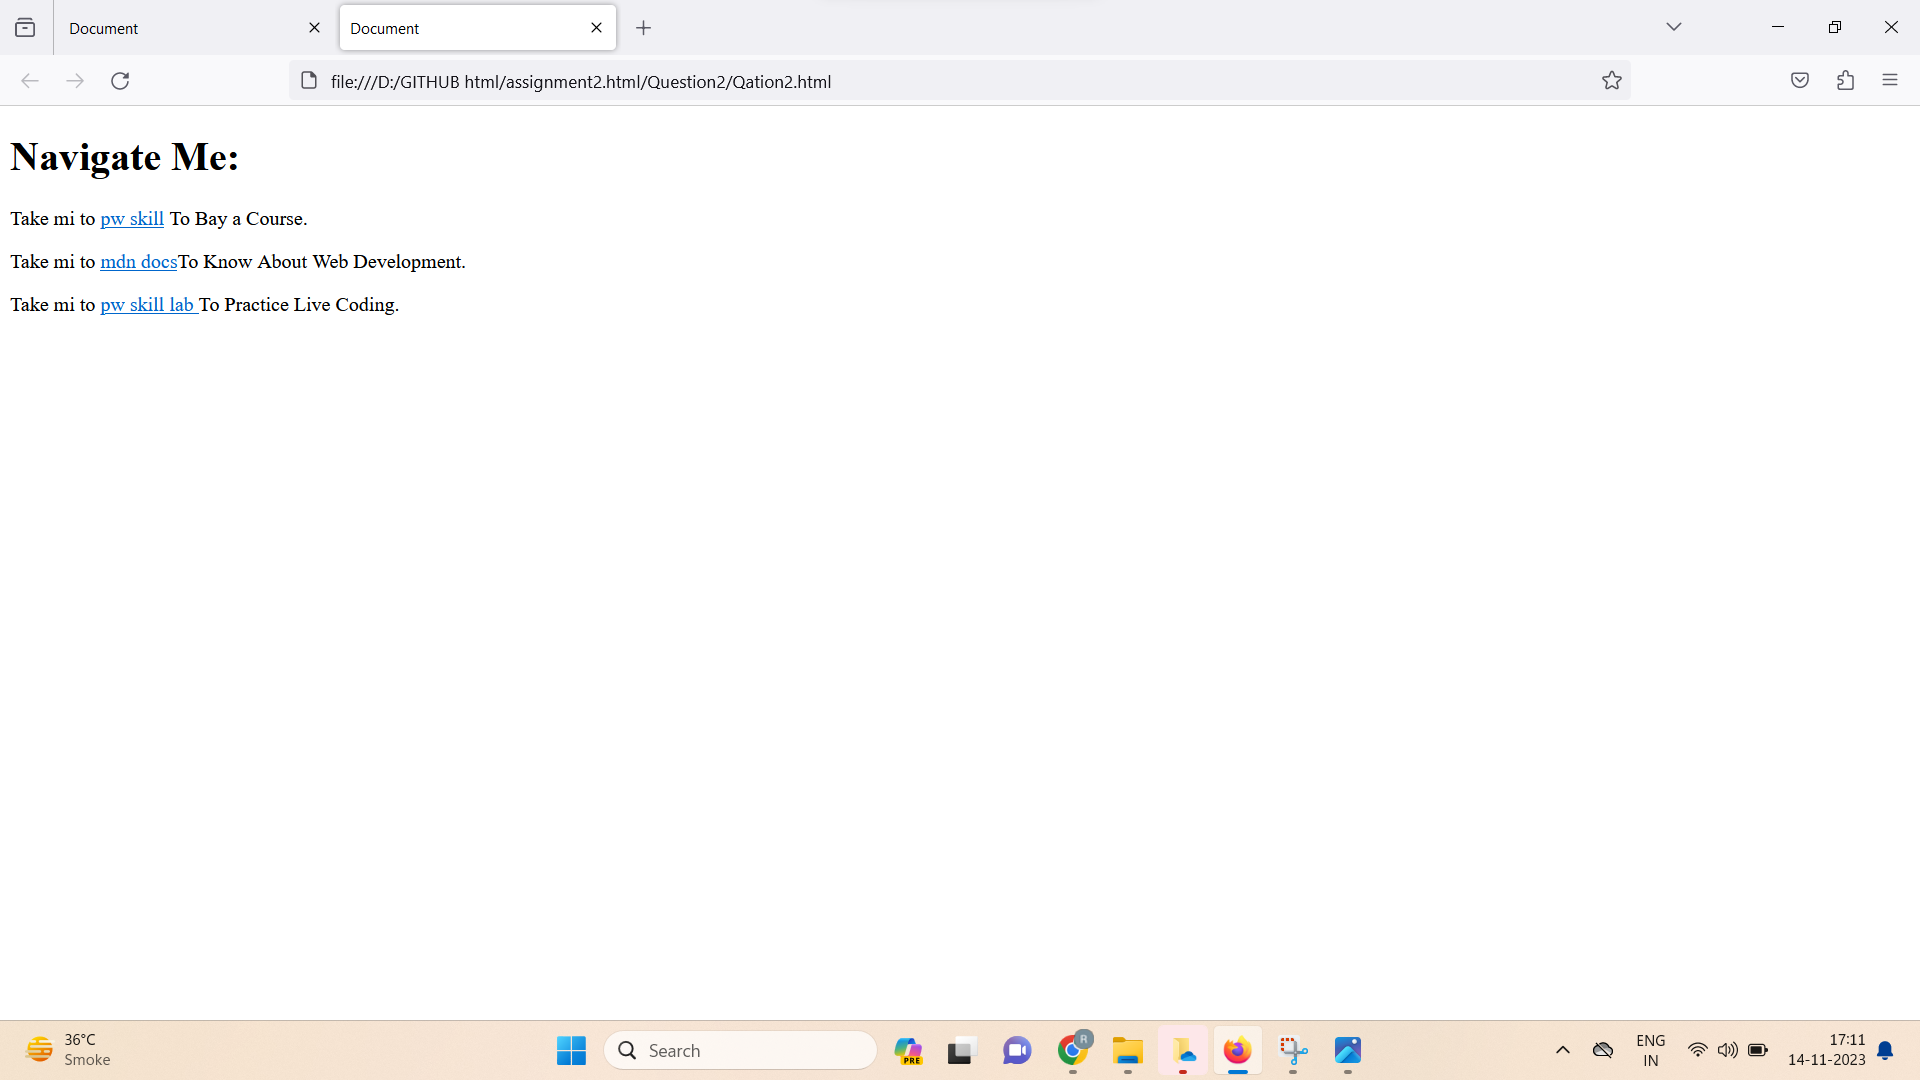 Document
Document
file:///D:/GITHUB html/assignment2.html/Question2/Qation2.html
Navigate Me:
Take mi to pw skill To Bay a Course.
Take mi to mdn docsTo Know About Web Development.
Take mi to pw skill lab To Practice Live Coding.
36°C
Smoke
Search
PRE
R
ENG
IN
17:11
14-11-2023